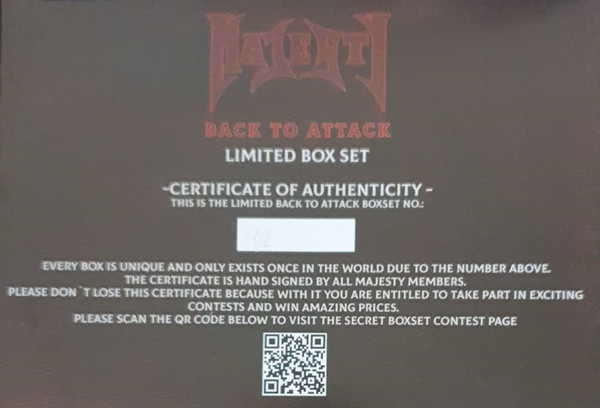 MAJESTY
BACK TO ATTACK
LIMITED BOX SET
-CERTIFICATE OF AUTHENTICITY -
THIS IS THE LIMITED BACK TO ATTACK BOXSET NO.:
EVERY BOX IS UNIQUE AND ONLY EXISTS ONCE IN THE WORLD DUE TO THE NUMBER ABOVE.
THE CERTIFICATE IS HAND SIGNED BY ALL MAJESTY MEMBERS.
PLEASE DON`T LOSE THIS CERTIFICATE BECAUSE WITH IT YOU ARE ENTITLED TO TAKE PART IN EXCITING
CONTESTS AND WIN AMAZING PRICES.
PLEASE SCAN THE QR CODE BELOW TO VISIT THE SECRET BOXSET CONTEST PAGE